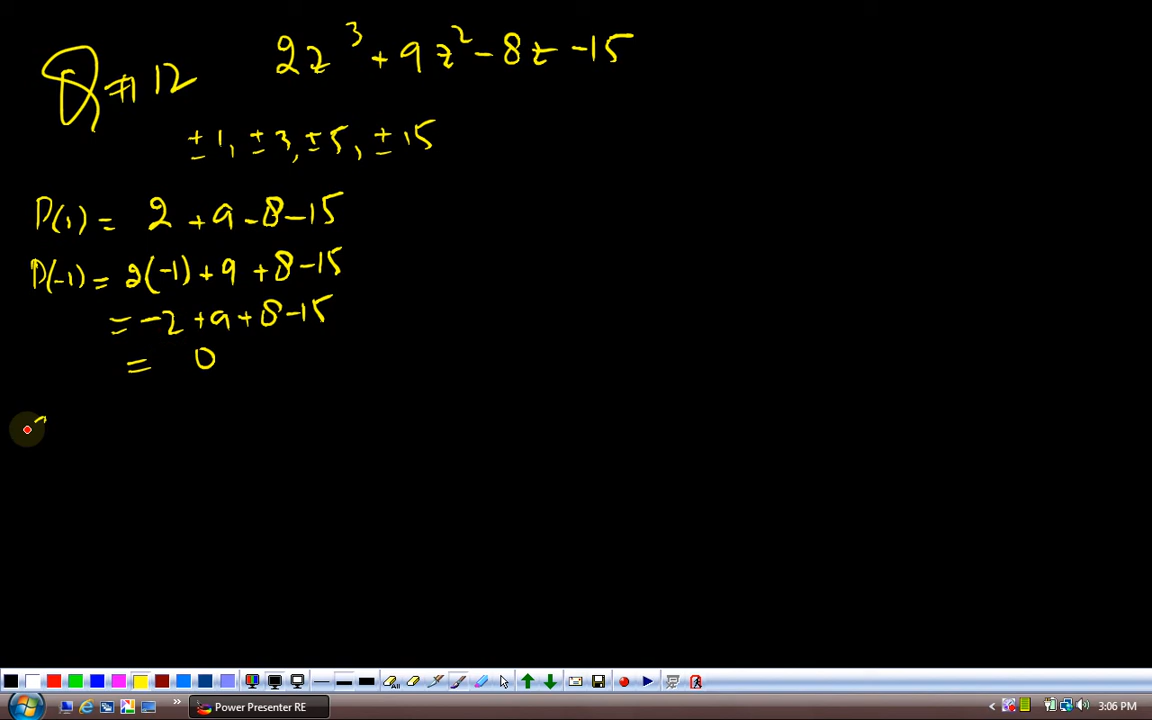 Q # 12 2z³ + 9z² - 8z - 15
± 1, ± 3, ± 5, ± 15
P(1) = 2 + 9 - 8 - 15
P(-1) = 2(-1) + 9 + 8 - 15
= -2 + 9 + 8 - 15
= 0
All
Power Presenter RE
3:06 PM